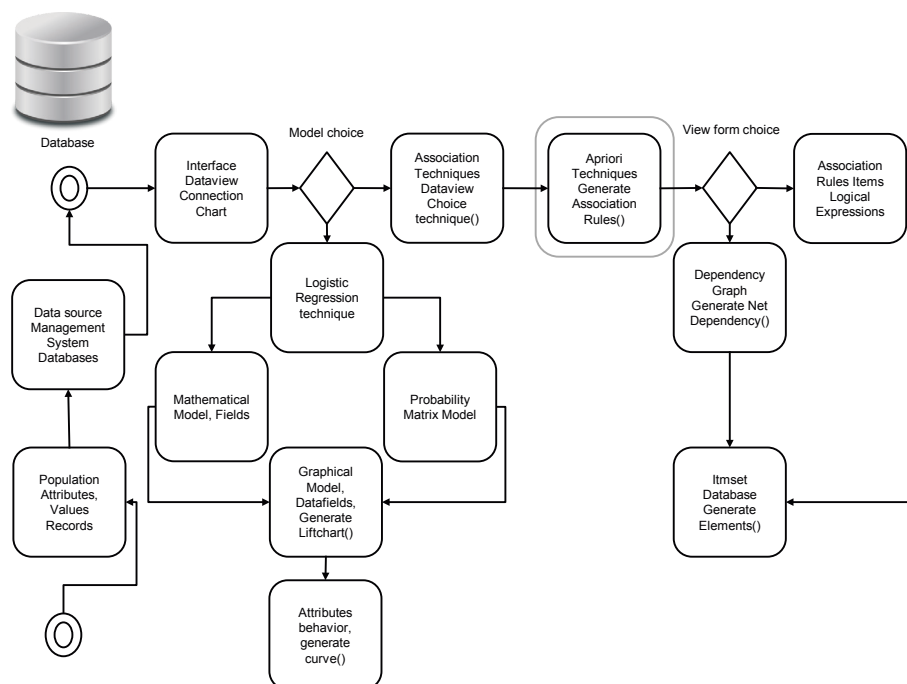 Database
Model choice
View form choice
Interface
Dataview
Connection
Chart
Association
Techniques
Dataview
Choice
technique()
Apriori
Techniques
Generate
Association
Rules()
Association
Rules Items
Logical
Expressions
Data source
Management
System
Databases
Logistic
Regression
technique
Dependency
Graph
Generate Net
Dependency()
Mathematical
Model, Fields
Probability
Matrix Model
Population
Attributes,
Values
Records
Graphical
Model,
Datafields,
Generate
Liftchart()
Itmset
Database
Generate
Elements()
Attributes
behavior,
generate
curve()